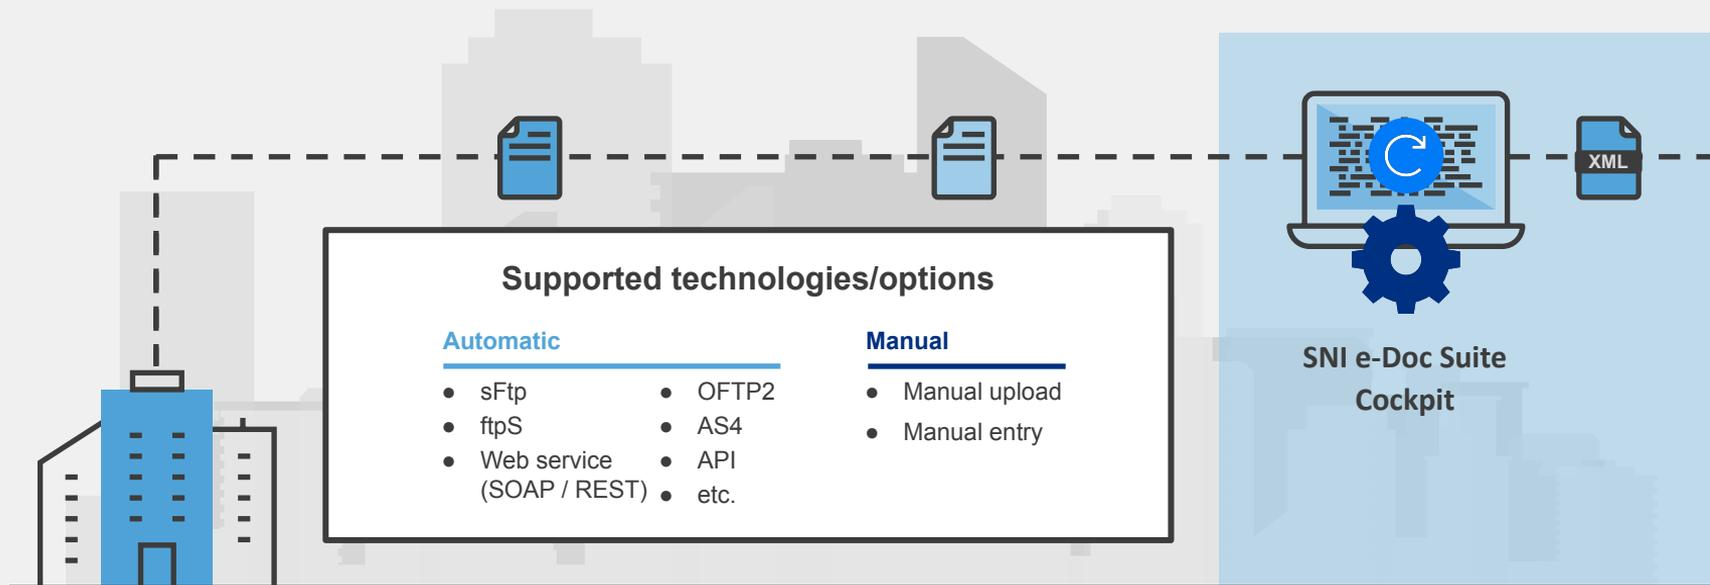 XML
Supported technologies/options
Automatic
● sFtp
● ftpS
● Web service
(SOAP / REST)
● OFTP2
● AS4
● API
● etc.
Manual
● Manual upload
● Manual entry
SNI e-Doc Suite
Cockpit